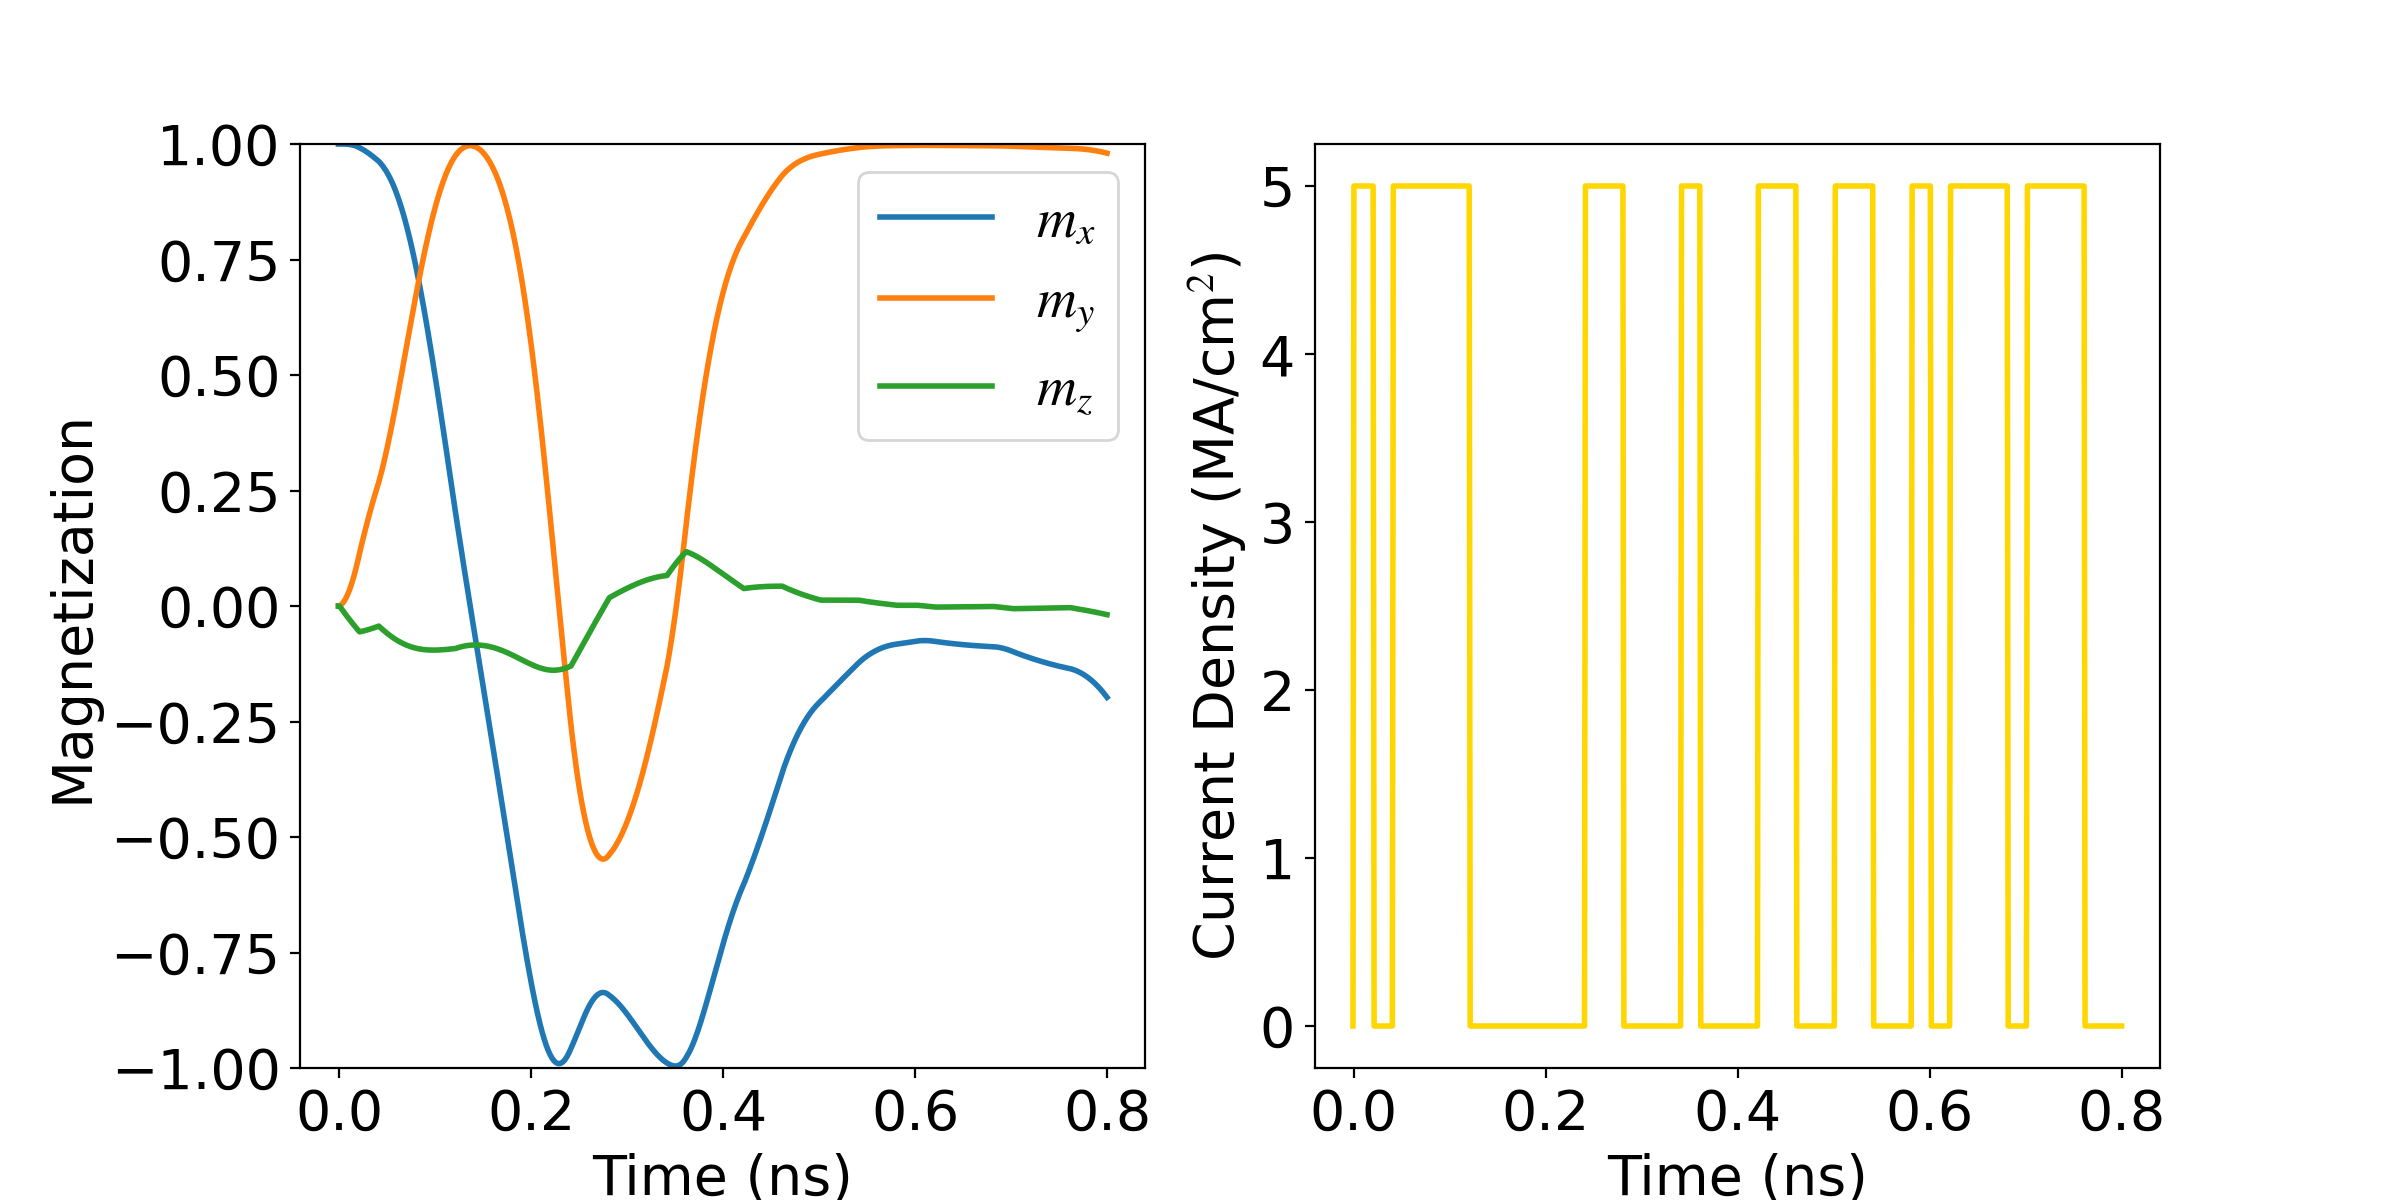 1.00
0.75
0.50
0.25
0.00
−0.25
−0.50
−0.75
−1.00
Magnetization
0.0 0.2 0.4 0.6 0.8
Time (ns)
m_x
m_y
m_z
5
4
3
2
1
0
Current Density (MA/cm²)
0.0 0.2 0.4 0.6 0.8
Time (ns)